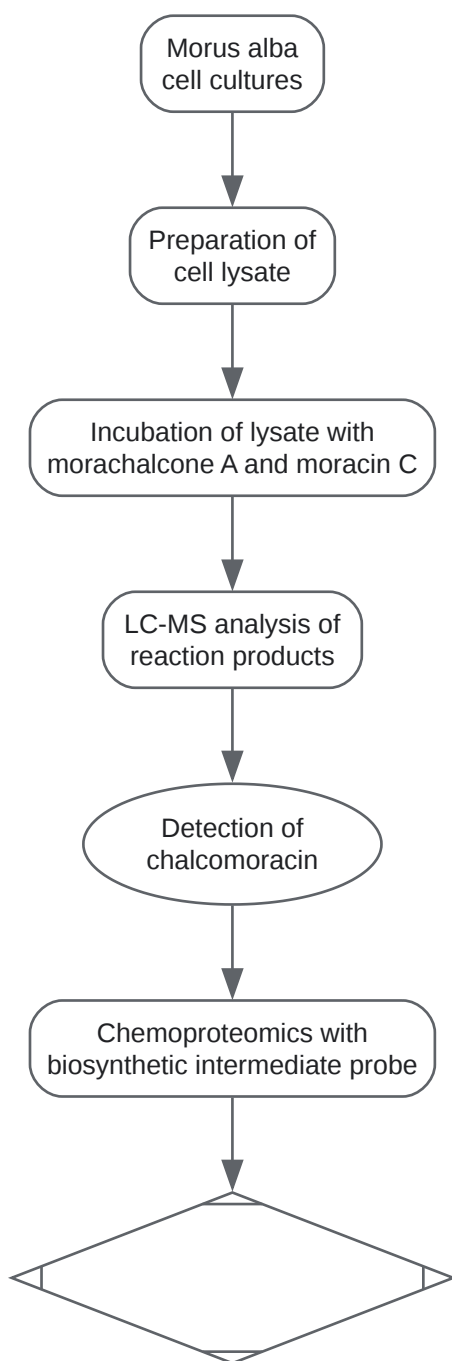 Morus alba
cell cultures
Preparation of
cell lysate
Incubation of lysate with
morachalcone A and moracin C
LC-MS analysis of
reaction products
Detection of
chalcomoracin
Chemoproteomics with
biosynthetic intermediate probe